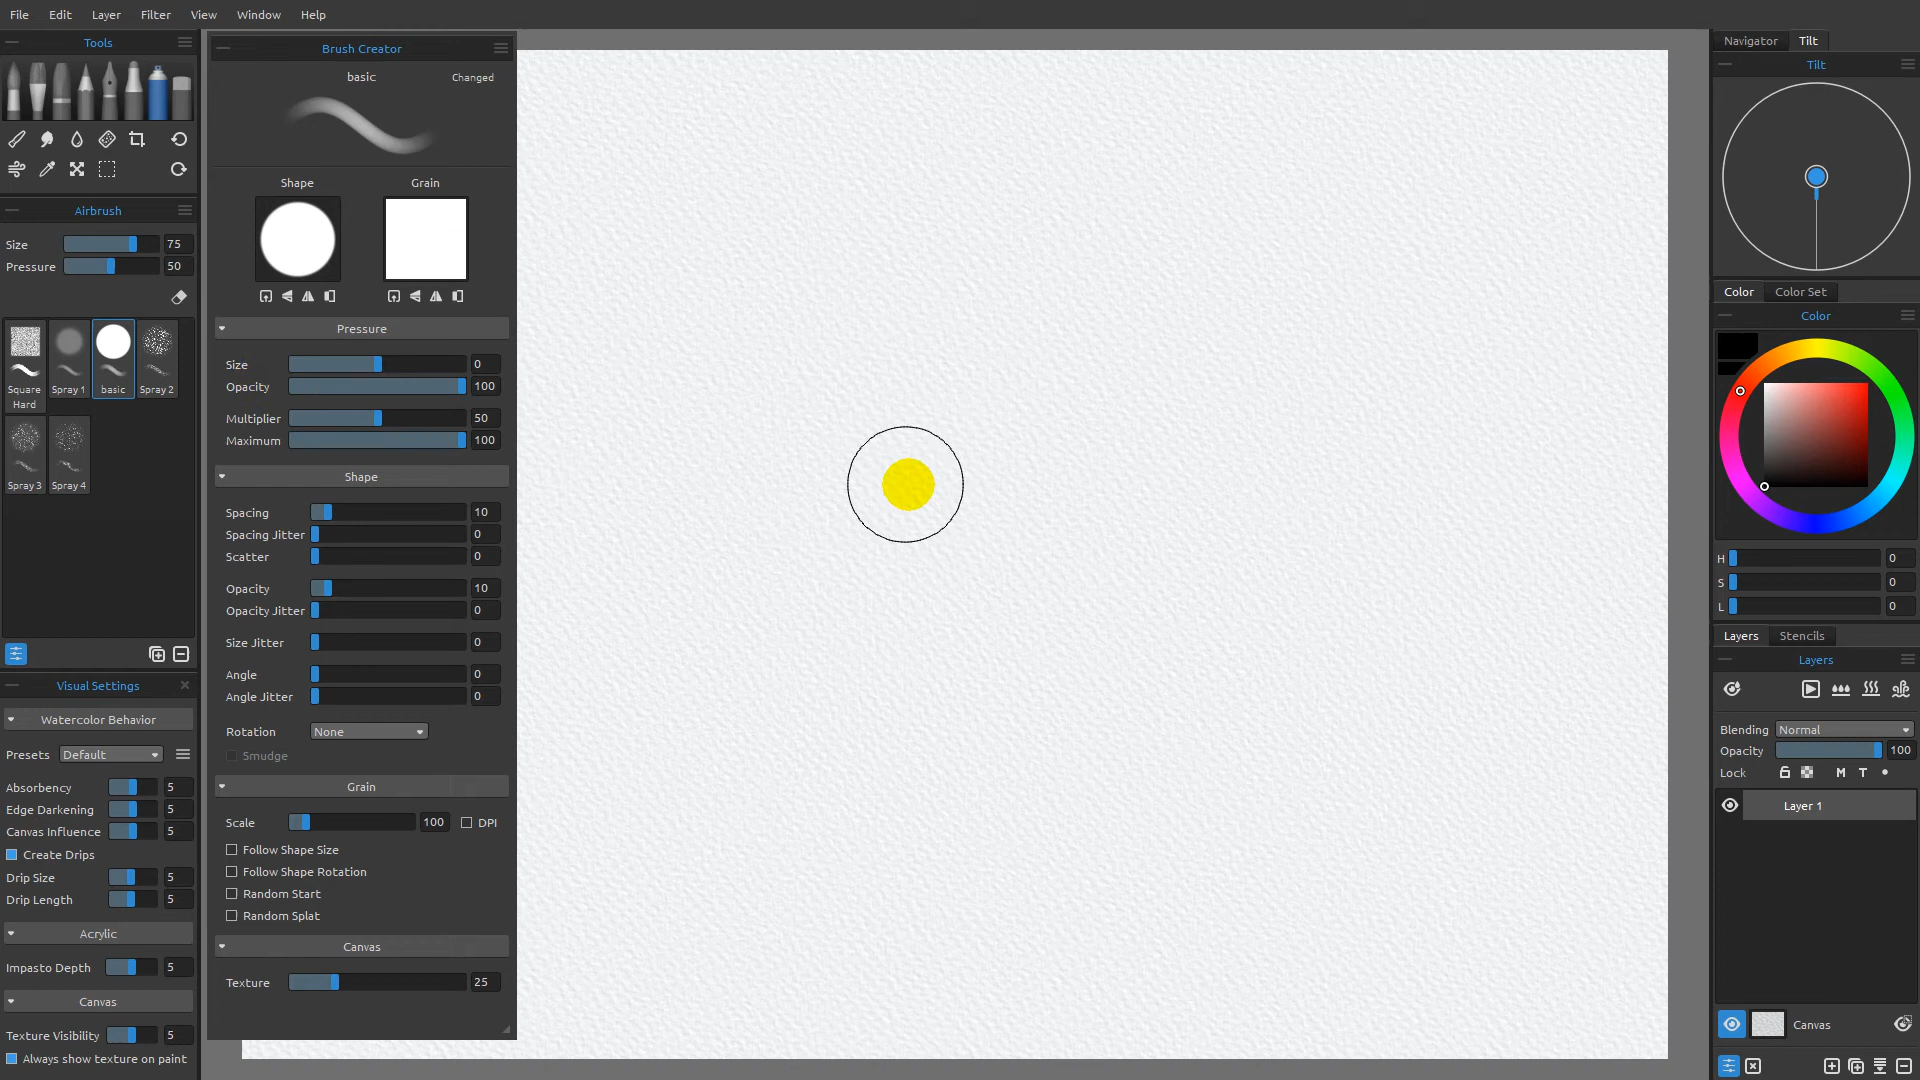 File Edit Layer Filter View Window Help
Tools
Airbrush
Size 75
Pressure 50
Square Hard
Spray 1
basic
Spray 2
Spray 3
Spray 4
Visual Settings
Watercolor Behavior
Presets Default
Absorbency 5
Edge Darkening 5
Canvas Influence 5
Create Drips
Drip Size 5
Drip Length 5
Acrylic
Impasto Depth 5
Canvas
Texture Visibility 5
Always show texture on paint
Brush Creator
basic Changed
Shape Grain
Pressure
Size 0
Opacity 100
Multiplier 50
Maximum 100
Shape
Spacing 10
Spacing Jitter 0
Scatter 0
Opacity 10
Opacity Jitter 0
Size Jitter 0
Angle 0
Angle Jitter 0
Rotation None
Smudge
Grain
Scale 100 DPI
Follow Shape Size
Follow Shape Rotation
Random Start
Random Splat
Canvas
Texture 25
Navigator Tilt
Tilt
Color Color Set
Color
H 0
S 0
L 0
Layers Stencils
Layers
Blending Normal
Opacity 100
Lock M T
Layer 1
Canvas